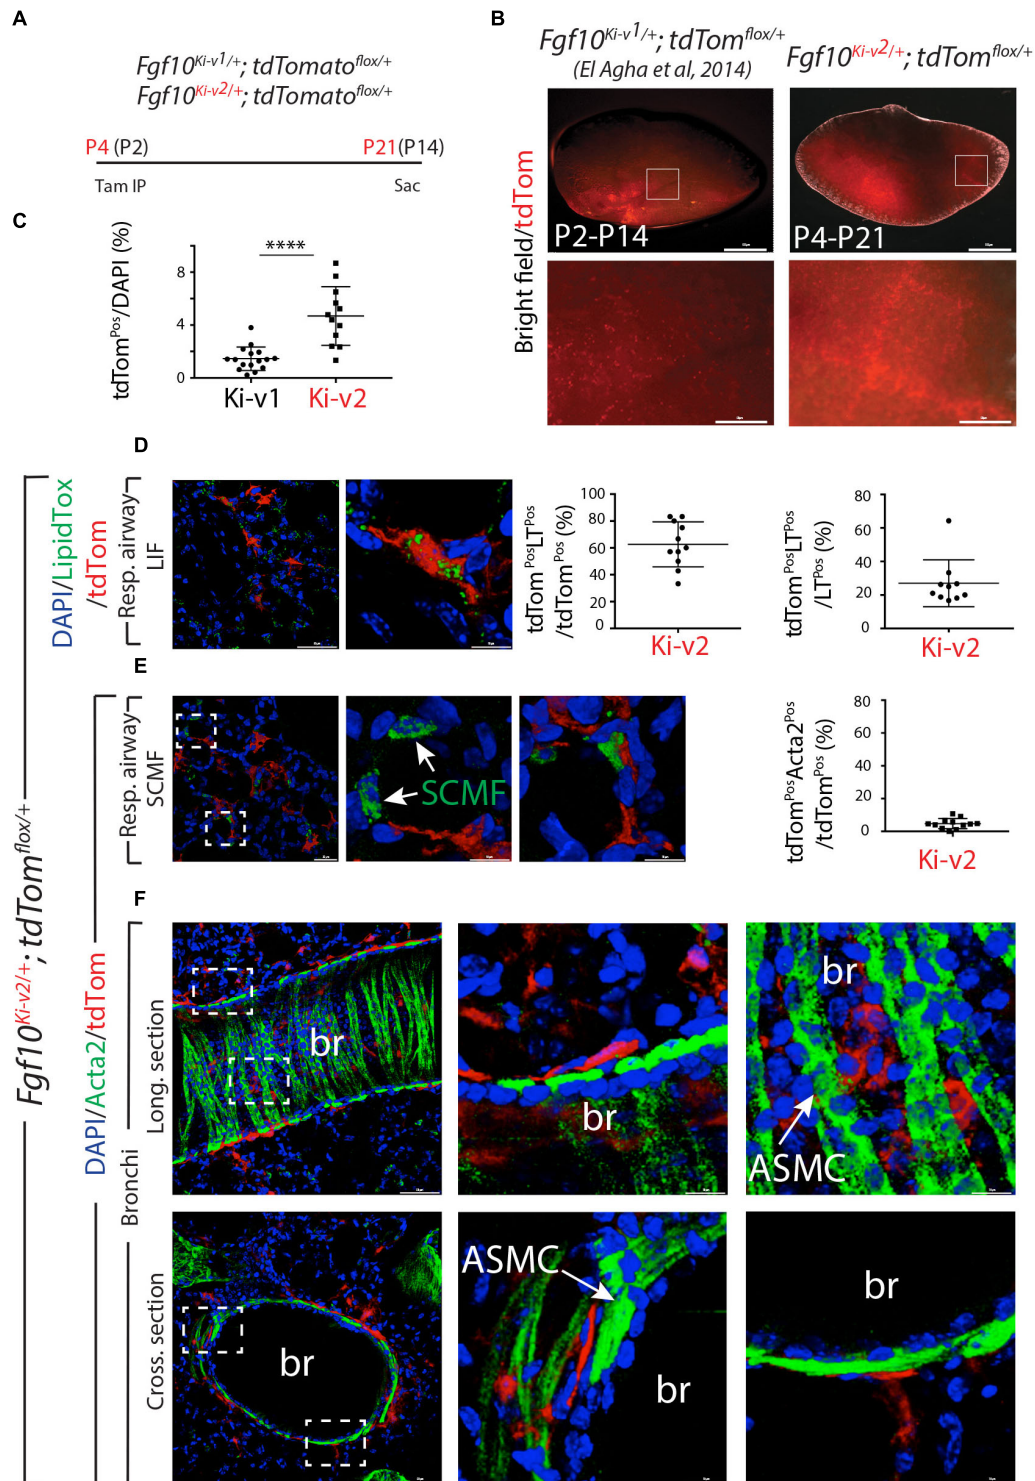 A
Fgf10Ki-v1/+; tdTomatoflox/+
Fgf10Ki-v2/+; tdTomatoflox/+
P4 (P2)
P21(P14)
Tam IP
Sac
B
Fgf10Ki-v1/+; tdTomflox/+
(El Agha et al, 2014)
Fgf10Ki-v2/+; tdTomflox/+
Bright field/tdTom
P2-P14
P4-P21
C
tdTomPos/DAPI (%)
8
4
0
****
Ki-v1
Ki-v2
Fgf10Ki-v2/+; tdTomflox/+
D
DAPI/LipidTox
/tdTom
Resp. airway
LIF
tdTomPosLTPos
/tdTomPos (%)
100
80
60
40
20
0
Ki-v2
tdTomPosLTPos
/LTPos (%)
80
60
40
20
0
Ki-v2
E
DAPI/Acta2/tdTom
Resp. airway
SCMF
SCMF
tdTomPosActa2Pos
/tdTomPos (%)
80
60
40
20
0
Ki-v2
F
Bronchi
Long. section
br
br
br
ASMC
Cross. section
br
ASMC
br
br